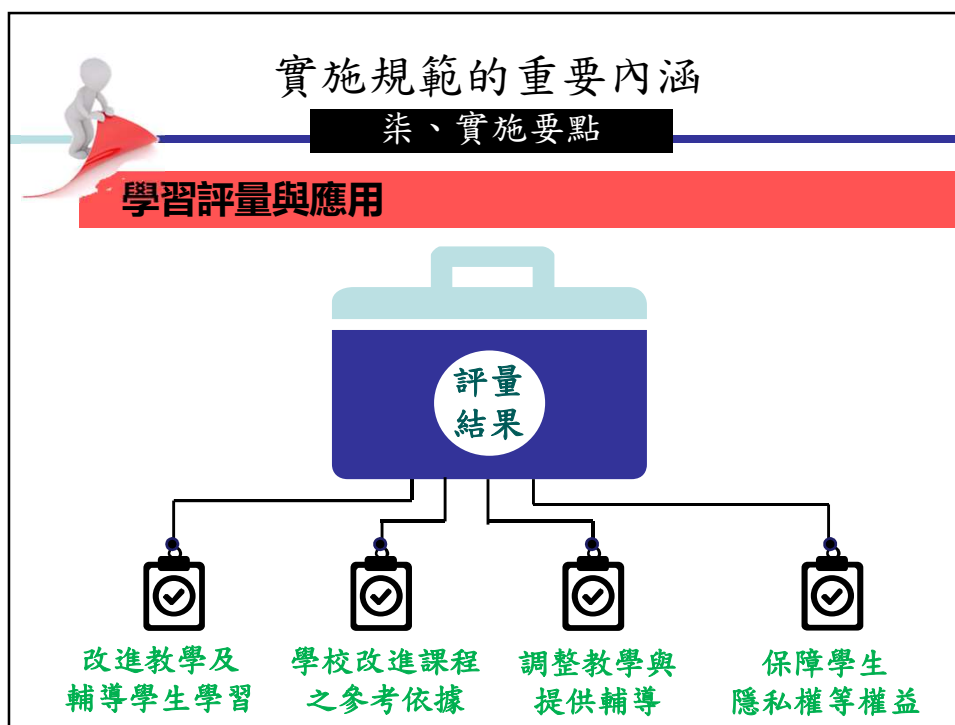 實施規範的重要內涵
柒、實施要點
學習評量與應用
評量
結果
改進教學及
輔導學生學習
學校改進課程
之參考依據
調整教學與
提供輔導
保障學生
隱私權等權益